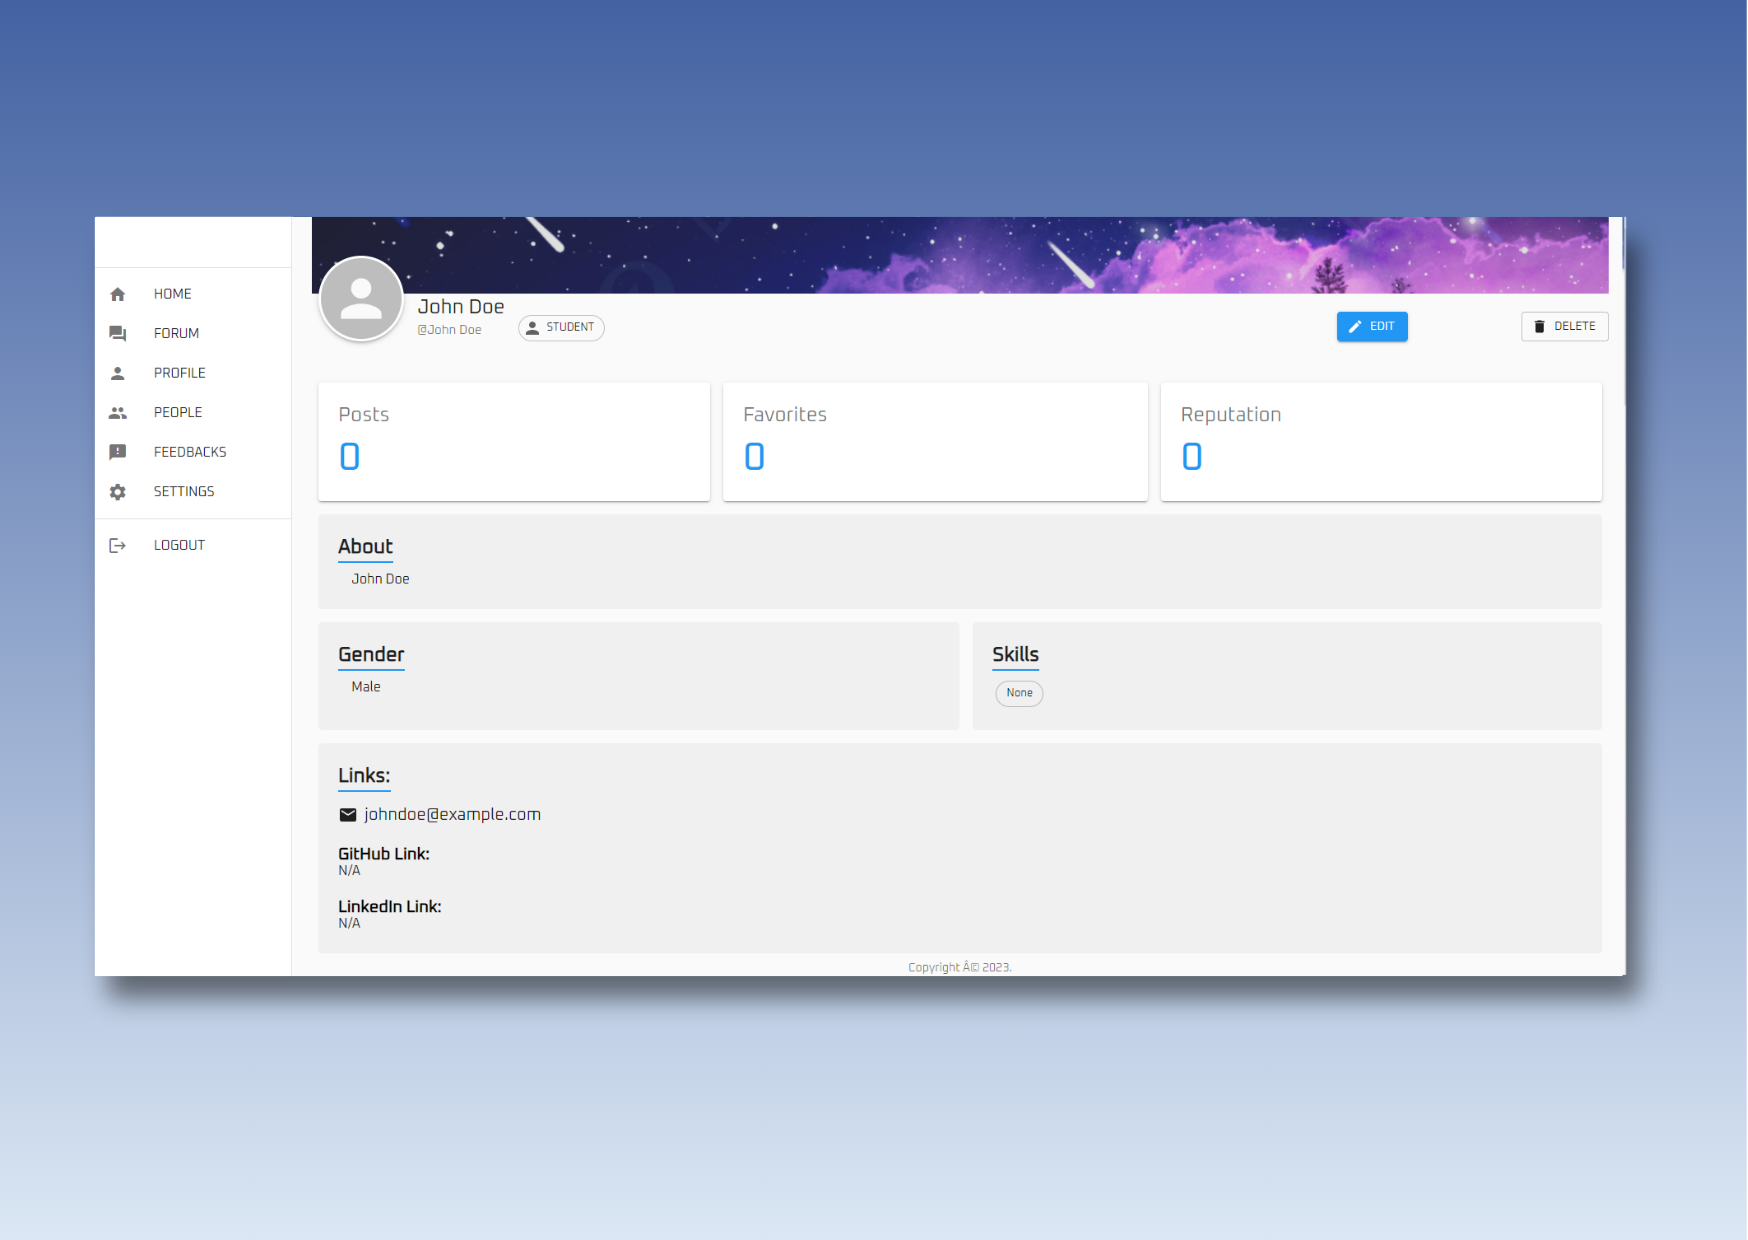 HOME
FORUM
PROFILE
PEOPLE
FEEDBACKS
SETTINGS
LOGOUT
John Doe
@John Doe
STUDENT
EDIT
DELETE
Posts
0
Favorites
0
Reputation
0
About
John Doe
Gender
Male
Skills
None
Links:
johndoe@example.com
GitHub Link:
N/A
LinkedIn Link:
N/A
Copyright Â© 2023.